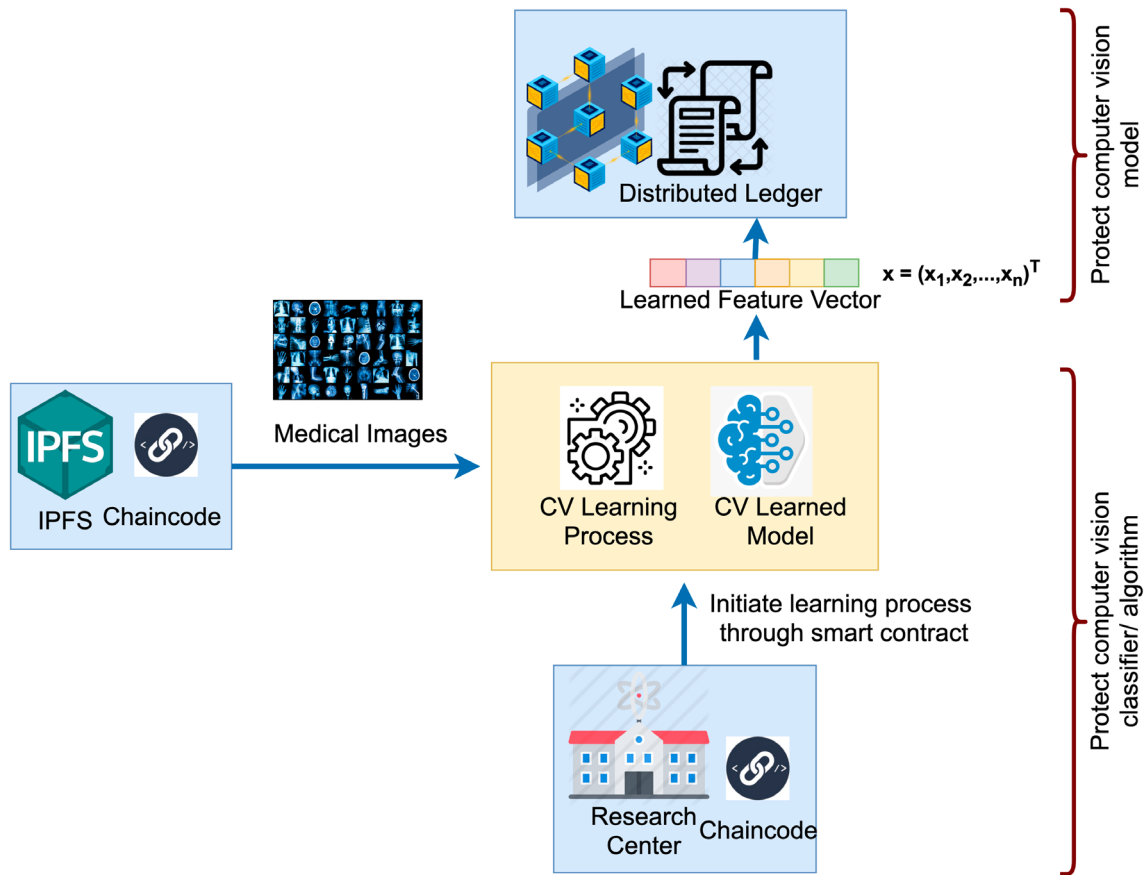 Distributed Ledger
x = (x1,x2,...,xn)T
Learned Feature Vector
Protect computer vision
model
Medical Images
IPFS
</>
IPFS
Chaincode
CV Learning
Process
CV Learned
Model
Initiate learning process
through smart contract
Protect computer vision
classifier/ algorithm
</>
Research
Center
Chaincode